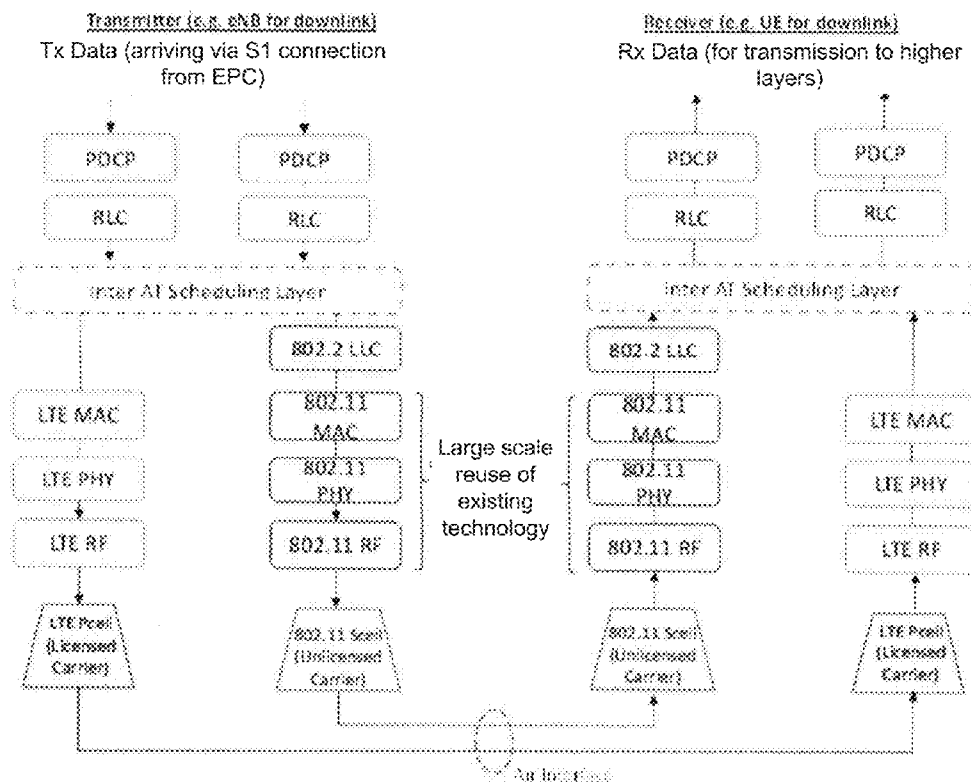 Transmitter (e.g. eNB for downlink)
Tx Data (arriving via S1 connection
from EPC)
PDCP
PDCP
RLC
RLC
Inter AI Scheduling Layer
802.2 LLC
LTE MAC
802.11
MAC
LTE PHY
802.11
PHY
LTE RF
802.11 RF
LTE Pcell
(Licensed
Carrier)
802.11 Scell
(Unlicensed
Carrier)
Large scale
reuse of
existing
technology
Receiver (e.g. UE for downlink)
Rx Data (for transmission to higher
layers)
PDCP
PDCP
RLC
RLC
Inter AI Scheduling Layer
802.2 LLC
802.11
MAC
LTE MAC
802.11
PHY
LTE PHY
802.11 RF
LTE RF
802.11 Scell
(Unlicensed
Carrier)
LTE Pcell
(Licensed
Carrier)
Air Interface